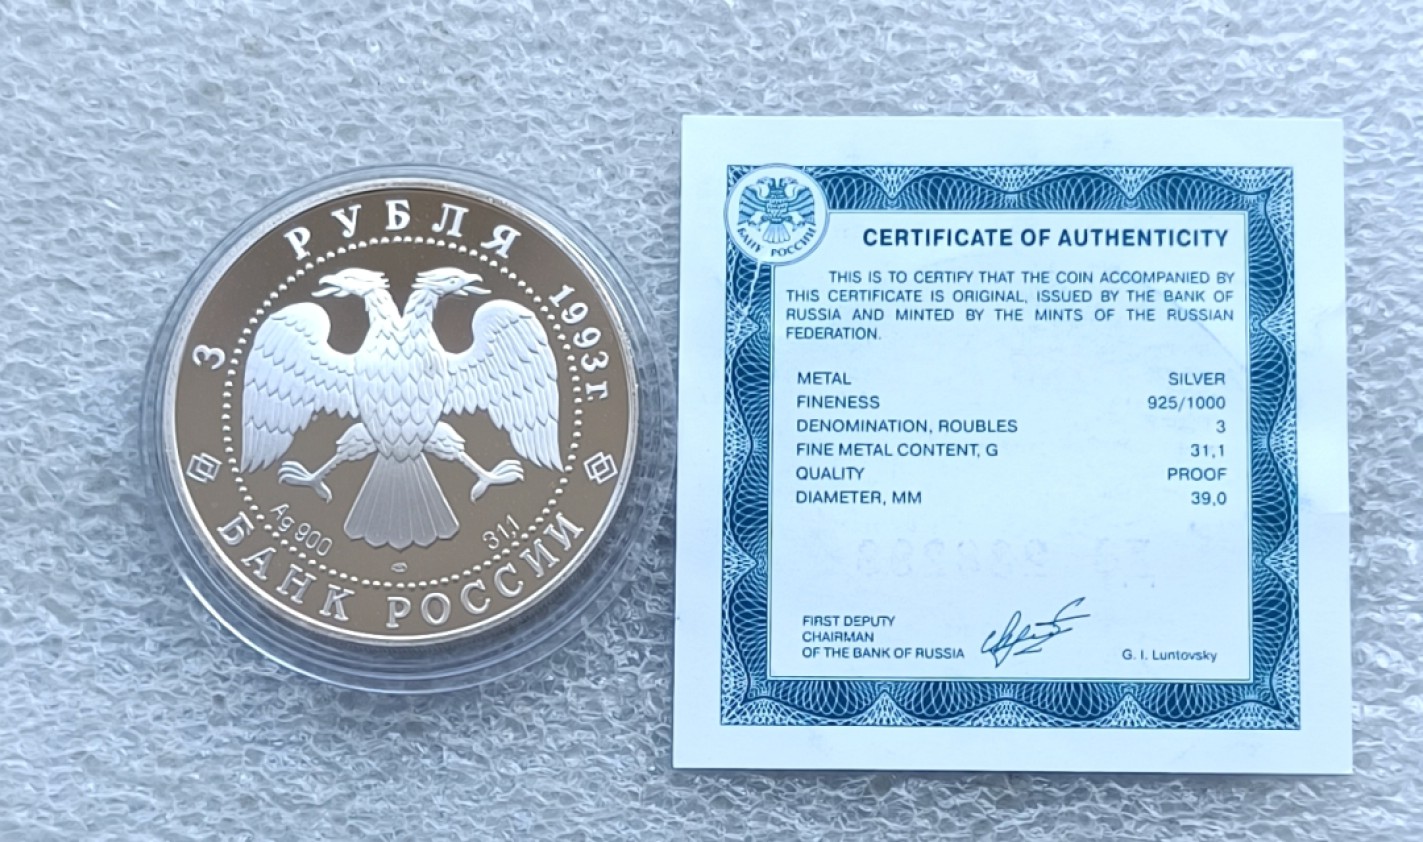 3 РУБЛЯ 1993 г.
Ag 900
31,1
БАНК РОССИИ
БАНК РОССИИ
CERTIFICATE OF AUTHENTICITY
THIS IS TO CERTIFY THAT THE COIN ACCOMPANIED BY
THIS CERTIFICATE IS ORIGINAL, ISSUED BY THE BANK OF
RUSSIA AND MINTED BY THE MINTS OF THE RUSSIAN
FEDERATION.
METAL SILVER
FINENESS 925/1000
DENOMINATION, ROUBLES 3
FINE METAL CONTENT, G 31,1
QUALITY PROOF
DIAMETER, MM 39,0
FIRST DEPUTY
CHAIRMAN
OF THE BANK OF RUSSIA
G. I. Luntovsky